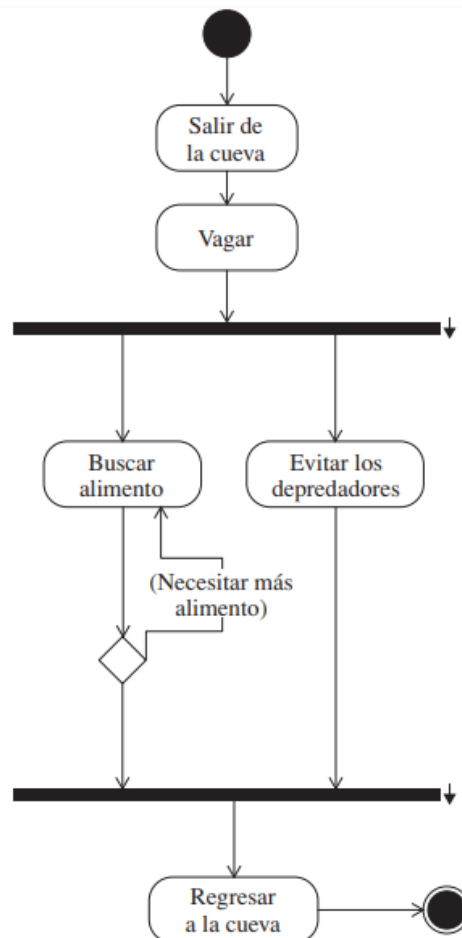 Salir de
la cueva
Vagar
Buscar
alimento
Evitar los
depredadores
(Necesitar más
alimento)
Regresar
a la cueva